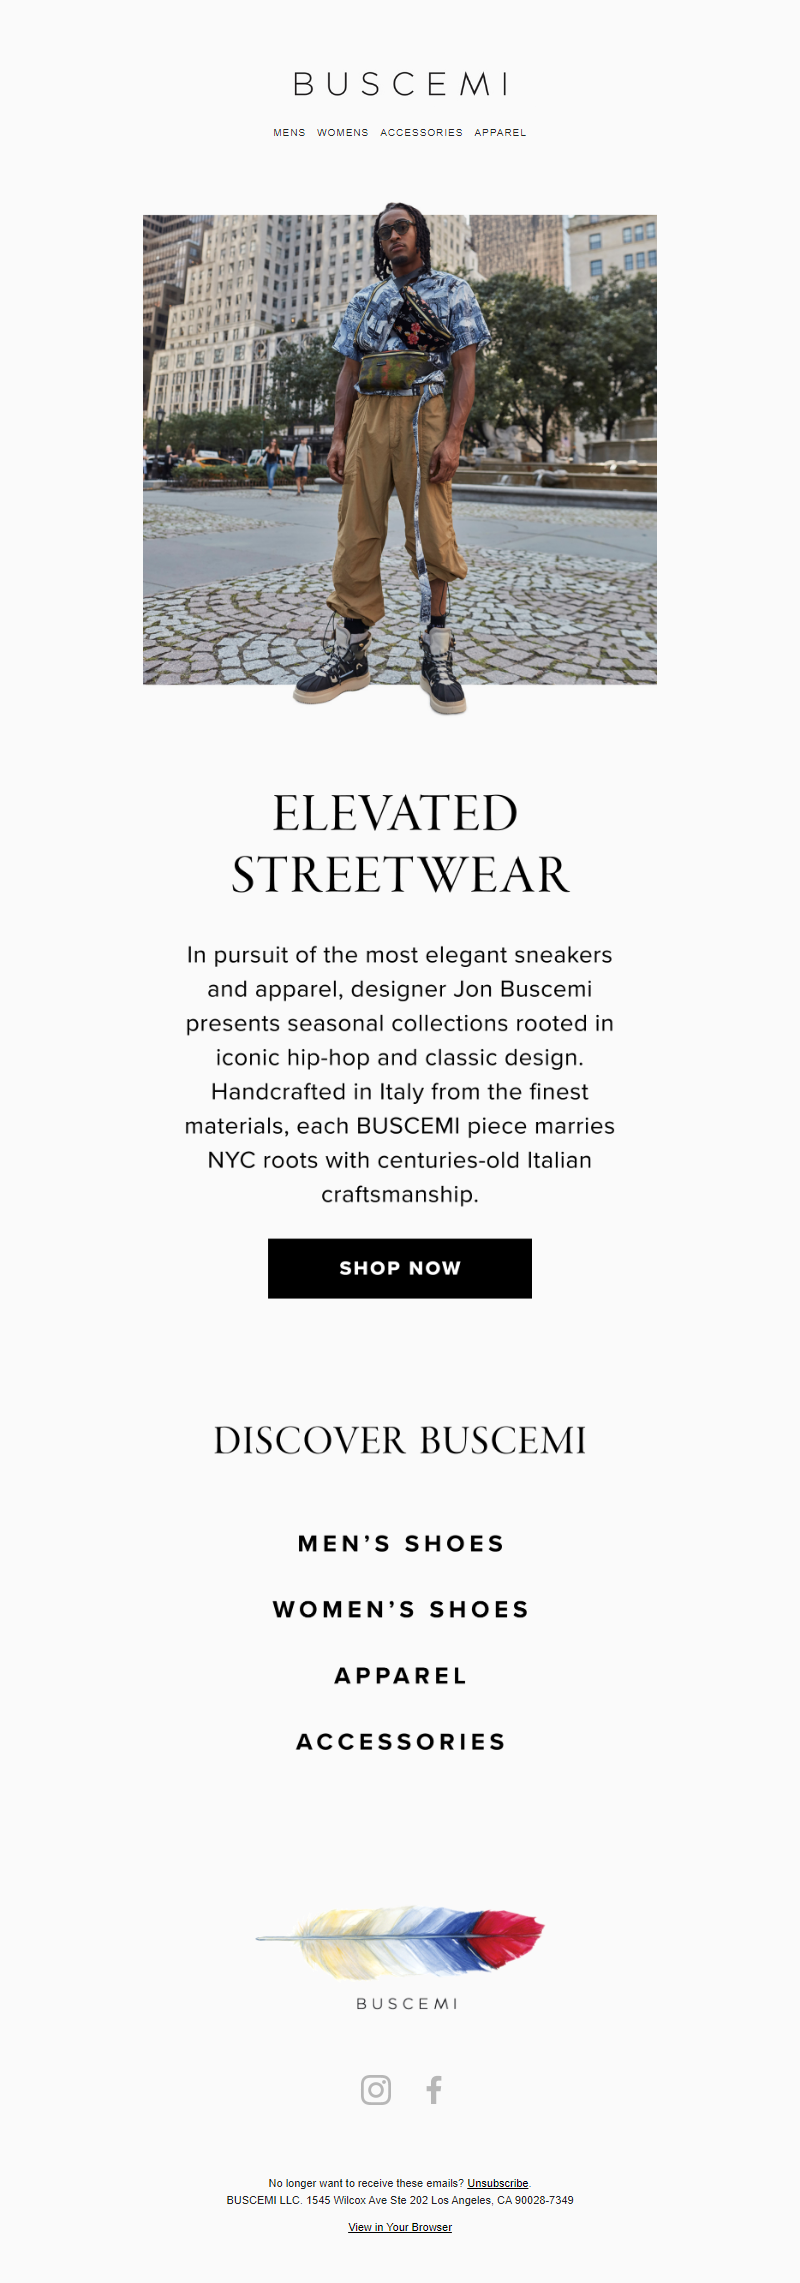 BUSCEMI
MENS WOMENS ACCESSORIES APPAREL
ELEVATED
STREETWEAR
In pursuit of the most elegant sneakers
and apparel, designer Jon Buscemi
presents seasonal collections rooted in
iconic hip-hop and classic design.
Handcrafted in Italy from the finest
materials, each BUSCEMI piece marries
NYC roots with centuries-old Italian
craftsmanship.
SHOP NOW
DISCOVER BUSCEMI
MEN’S SHOES
WOMEN’S SHOES
APPAREL
ACCESSORIES
BUSCEMI
No longer want to receive these emails? Unsubscribe.
BUSCEMI LLC. 1545 Wilcox Ave Ste 202 Los Angeles, CA 90028-7349
View in Your Browser